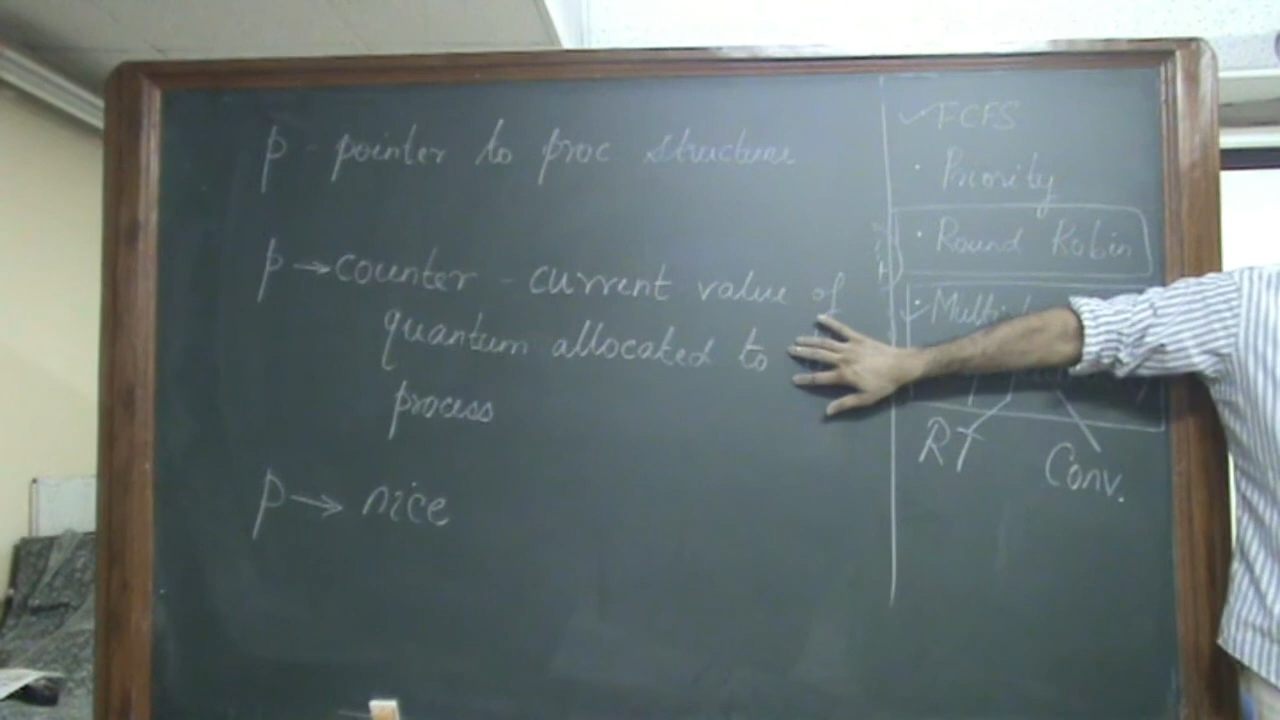 p - pointer to proc structure
p → counter - current value of
quantum allocated to
process
p → nice
✓ FCFS
· Priority
· Round Robin
RT
Conv.